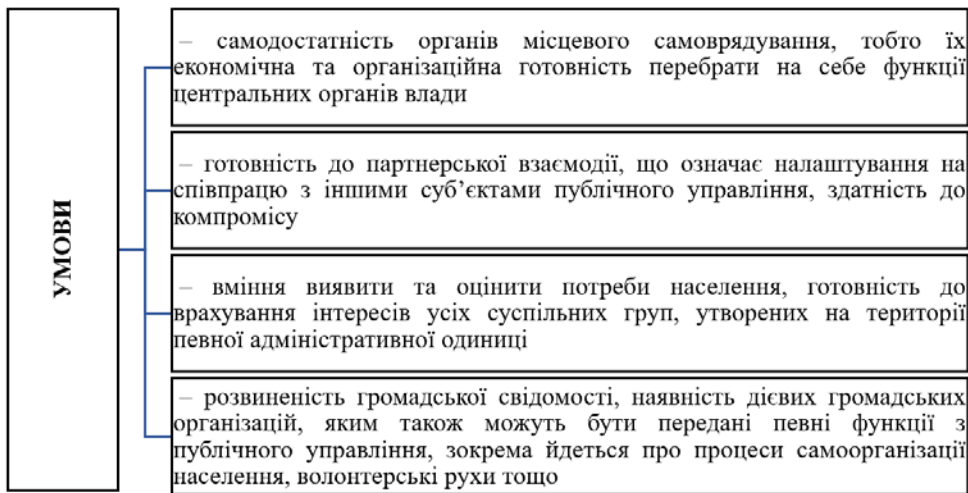 УМОВИ
– самодостатність органів місцевого самоврядування, тобто їх
економічна та організаційна готовність перебрати на себе функції
центральних органів влади
– готовність до партнерської взаємодії, що означає налаштування на
співпрацю з іншими суб’єктами публічного управління, здатність до
компромісу
– вміння виявити та оцінити потреби населення, готовність до
врахування інтересів усіх суспільних груп, утворених на території
певної адміністративної одиниці
– розвиненість громадської свідомості, наявність дієвих громадських
організацій, яким також можуть бути передані певні функції з
публічного управління, зокрема йдеться про процеси самоорганізації
населення, волонтерські рухи тощо